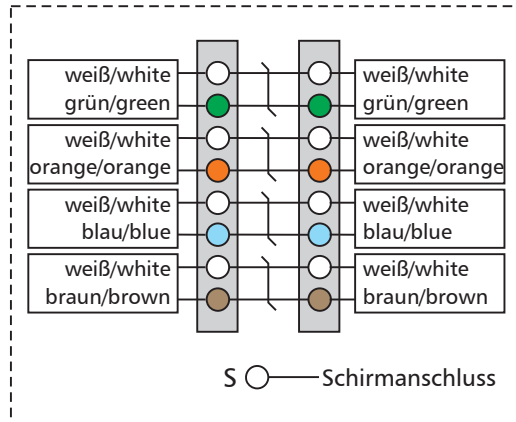 weiß/white weiß/white
grün/green grün/green
weiß/white weiß/white
orange/orange orange/orange
weiß/white weiß/white
blau/blue blau/blue
weiß/white weiß/white
braun/brown braun/brown
S Schirmanschluss